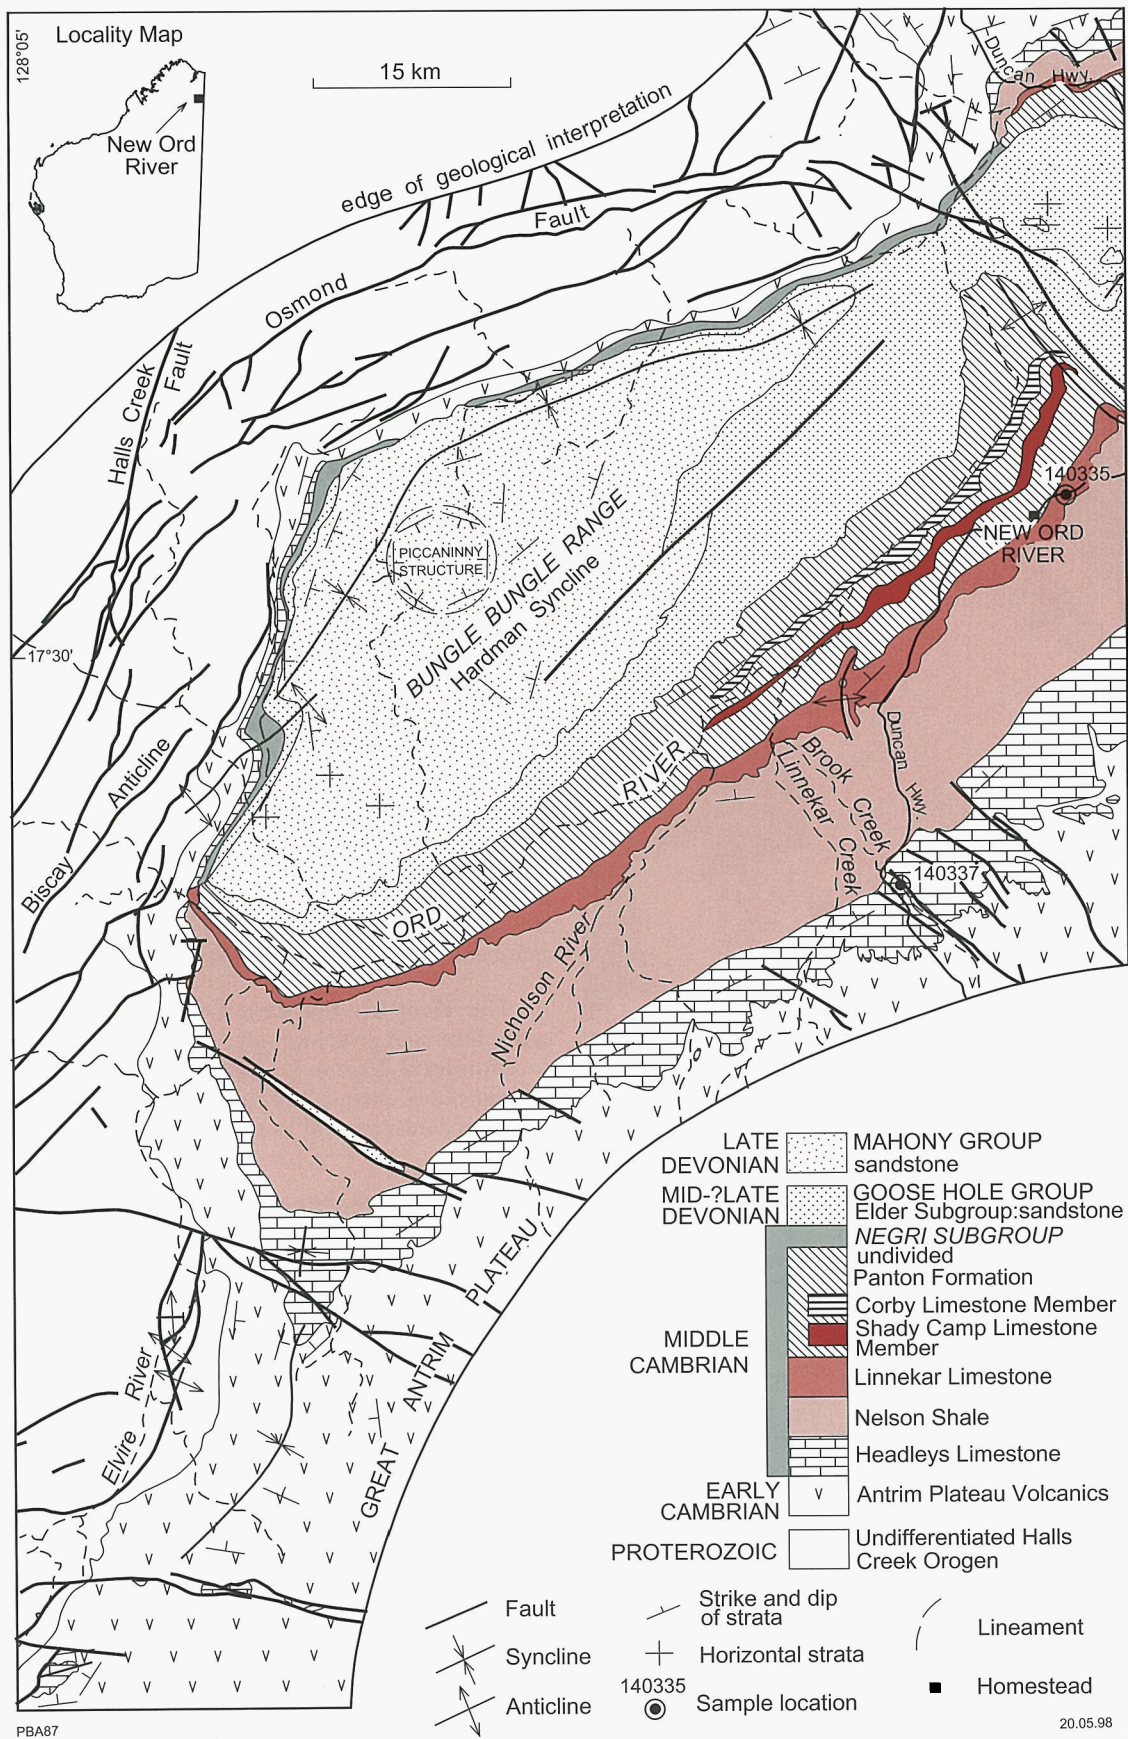 128°05'
Locality Map
New Ord
River
15 km
Duncan Hwy.
edge of geological interpretation
Osmond Fault
Halls Creek
Fault
PICCANINNY
STRUCTURE
BUNGLE BUNGLE RANGE
Hardman Syncline
140335
NEW ORD
RIVER
17°30'
Biscay Anticline
ORD RIVER
Nicholson River
Linnekar Creek
Brook Creek
Duncan Hwy.
140337
GREAT ANTRIM PLATEAU
Elvire River
LATE
DEVONIAN
MAHONY GROUP
sandstone
MID-?LATE
DEVONIAN
GOOSE HOLE GROUP
Elder Subgroup:sandstone
NEGRI SUBGROUP
undivided
Panton Formation
Corby Limestone Member
Shady Camp Limestone
Member
MIDDLE
CAMBRIAN
Linnekar Limestone
Nelson Shale
Headleys Limestone
EARLY
CAMBRIAN
Antrim Plateau Volcanics
PROTEROZOIC
Undifferentiated Halls
Creek Orogen
Fault
Syncline
Anticline
Strike and dip
of strata
Horizontal strata
140335
Sample location
Lineament
Homestead
PBA87
20.05.98